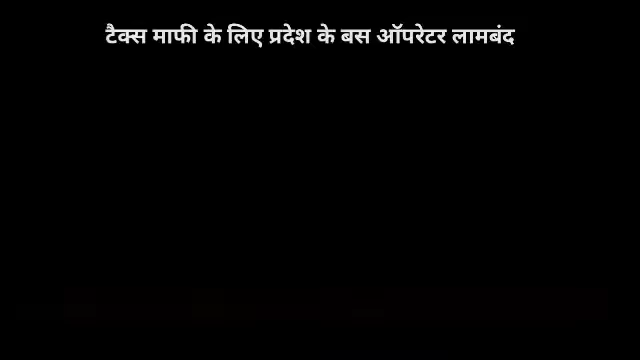 टैक्स माफी के लिए प्रदेश के बस ऑपरेटर लामबंद